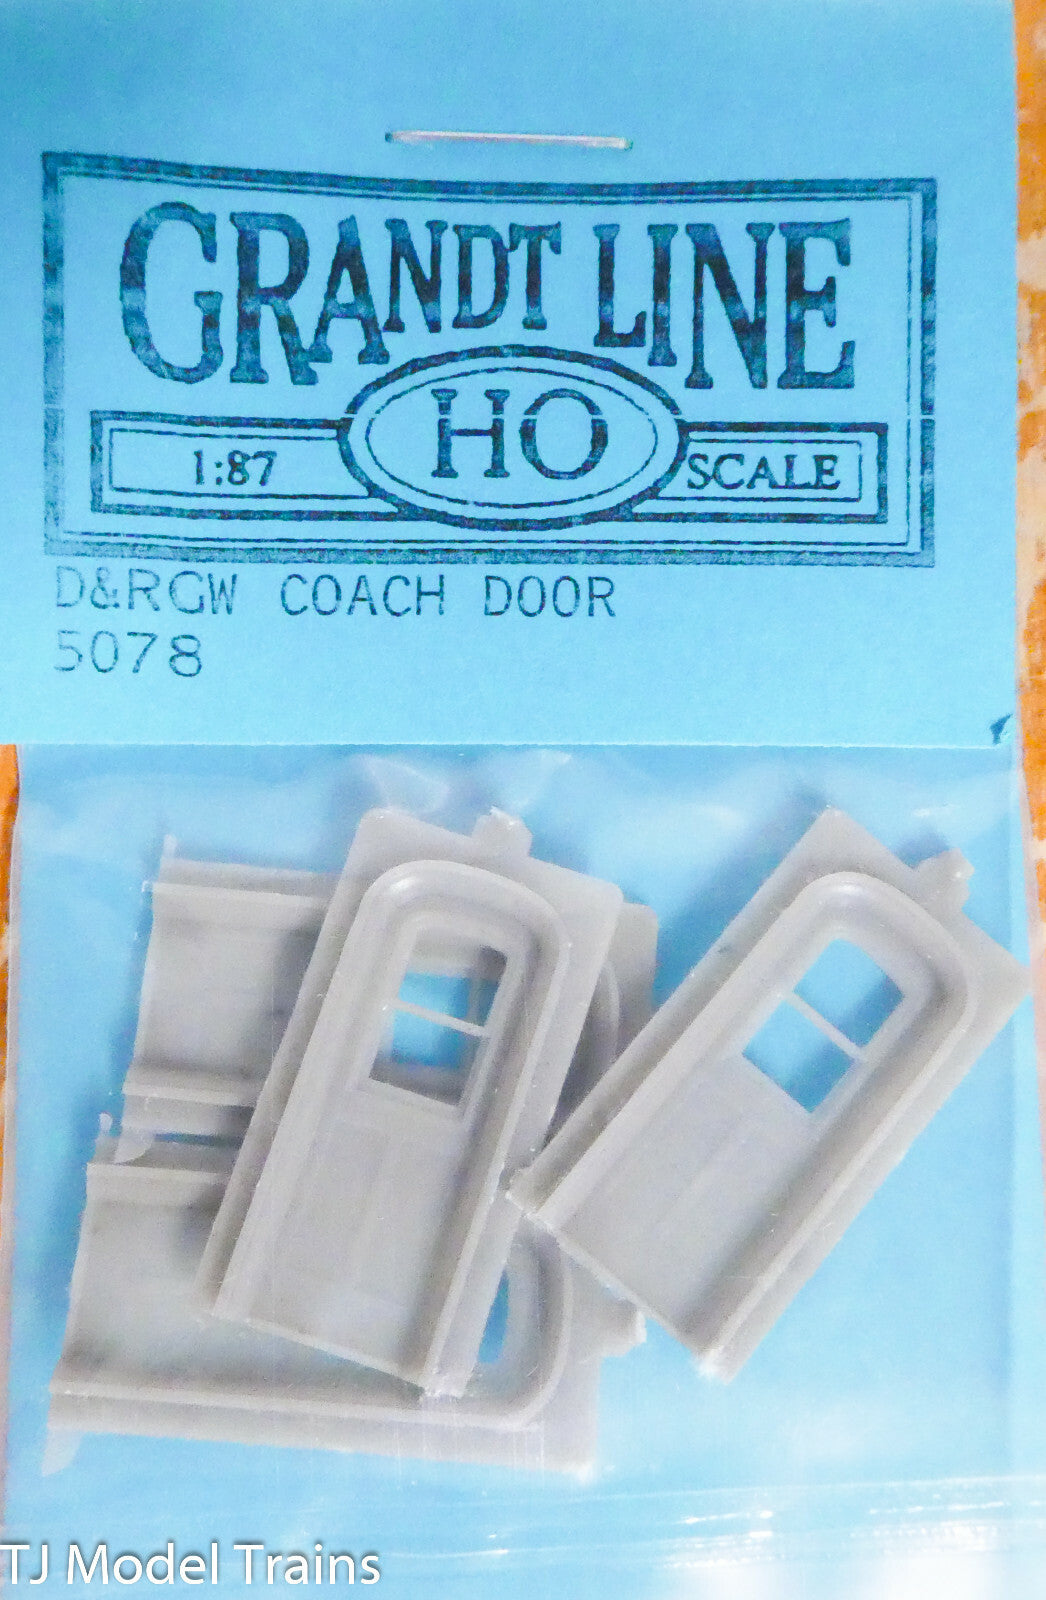 GRANDT LINE
HO
1:87 SCALE
D&RGW COACH DOOR
5078
TJ Model Trains